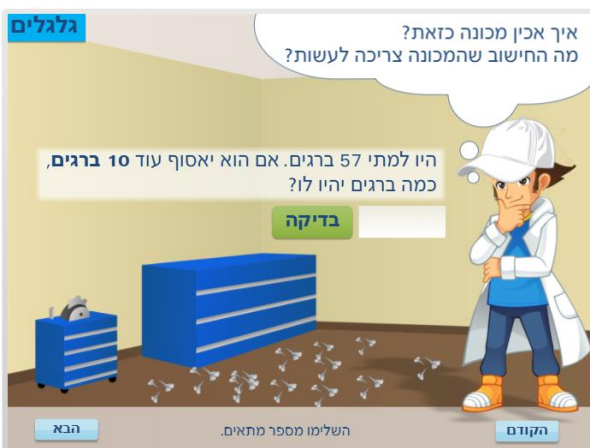 גלגלים
איך אכין מכונה כזאת?
מה החישוב שהמכונה צריכה לעשות?
היו למתי 57 ברגים. אם הוא יאסוף עוד 10 ברגים,
כמה ברגים יהיו לו?
בדיקה
הקודם
השלימו מספר מתאים.
הבא